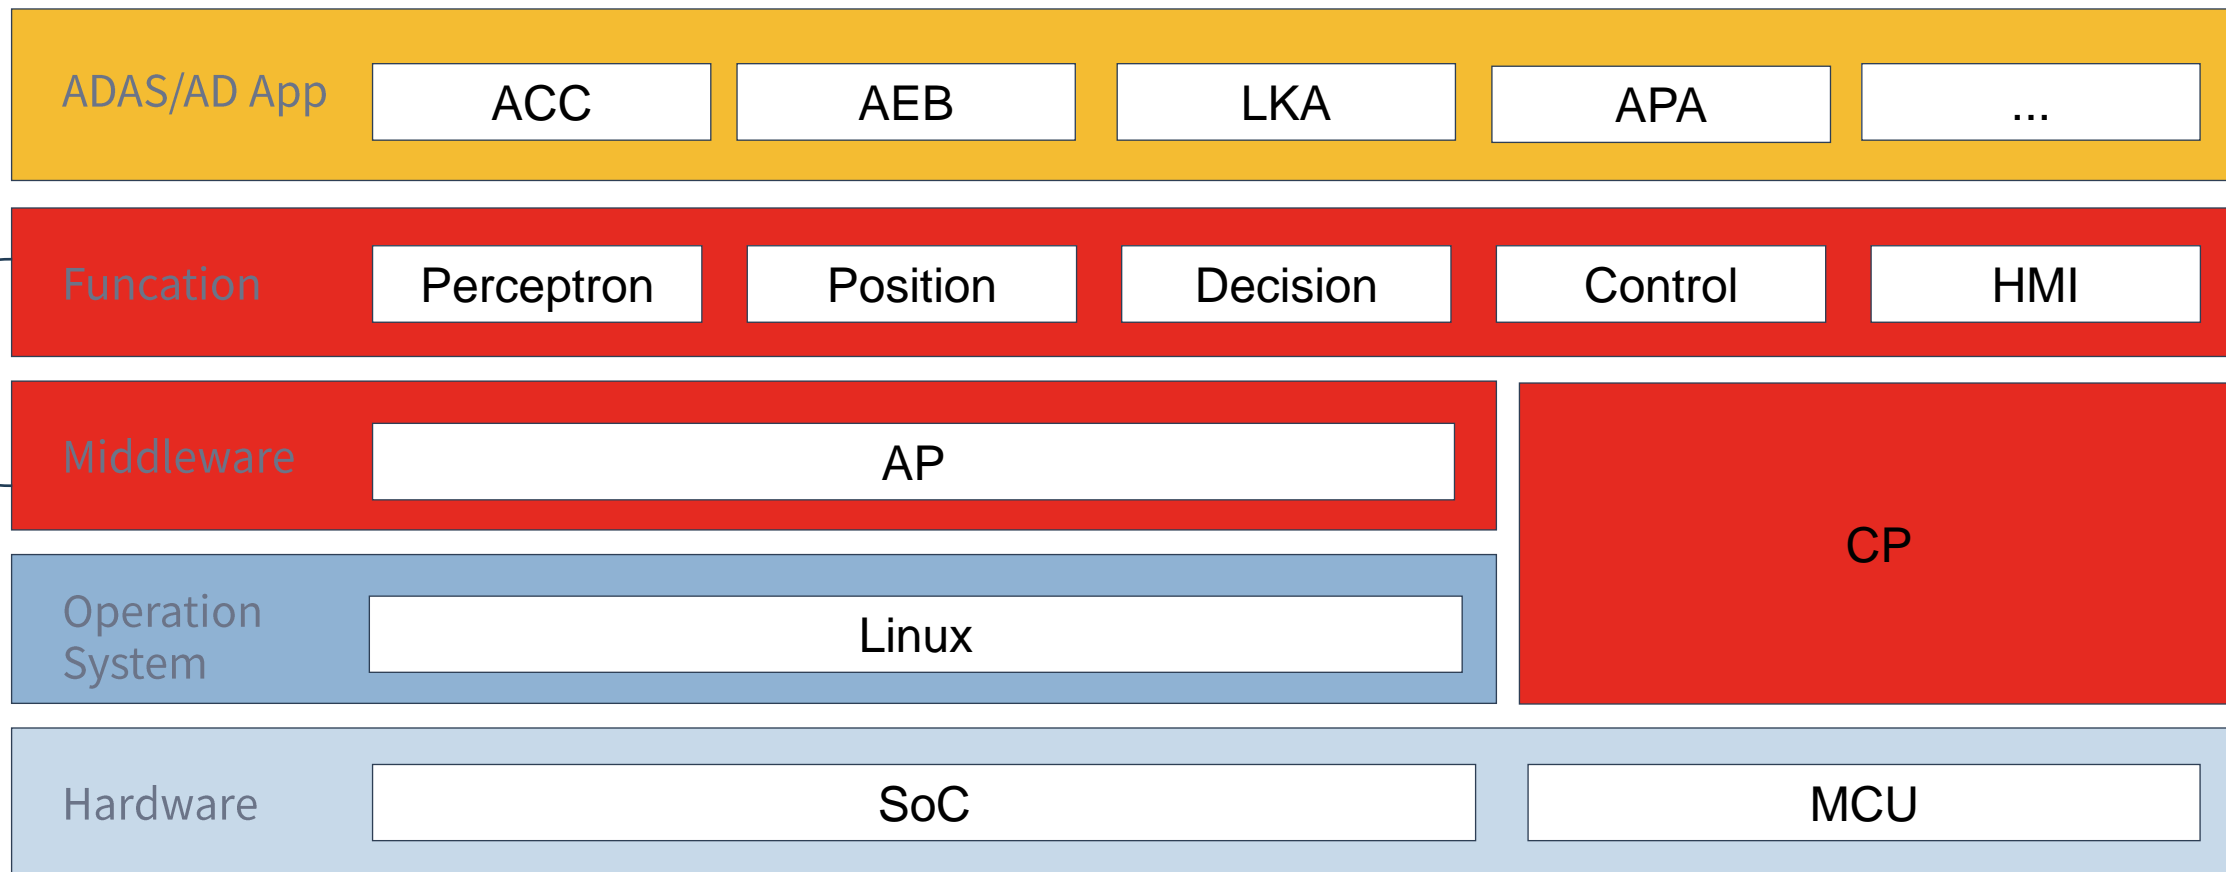 ADAS/AD App
ACC
AEB
LKA
APA
...
Funcation
Perceptron
Position
Decision
Control
HMI
Middleware
AP
CP
Operation
System
Linux
Hardware
SoC
MCU